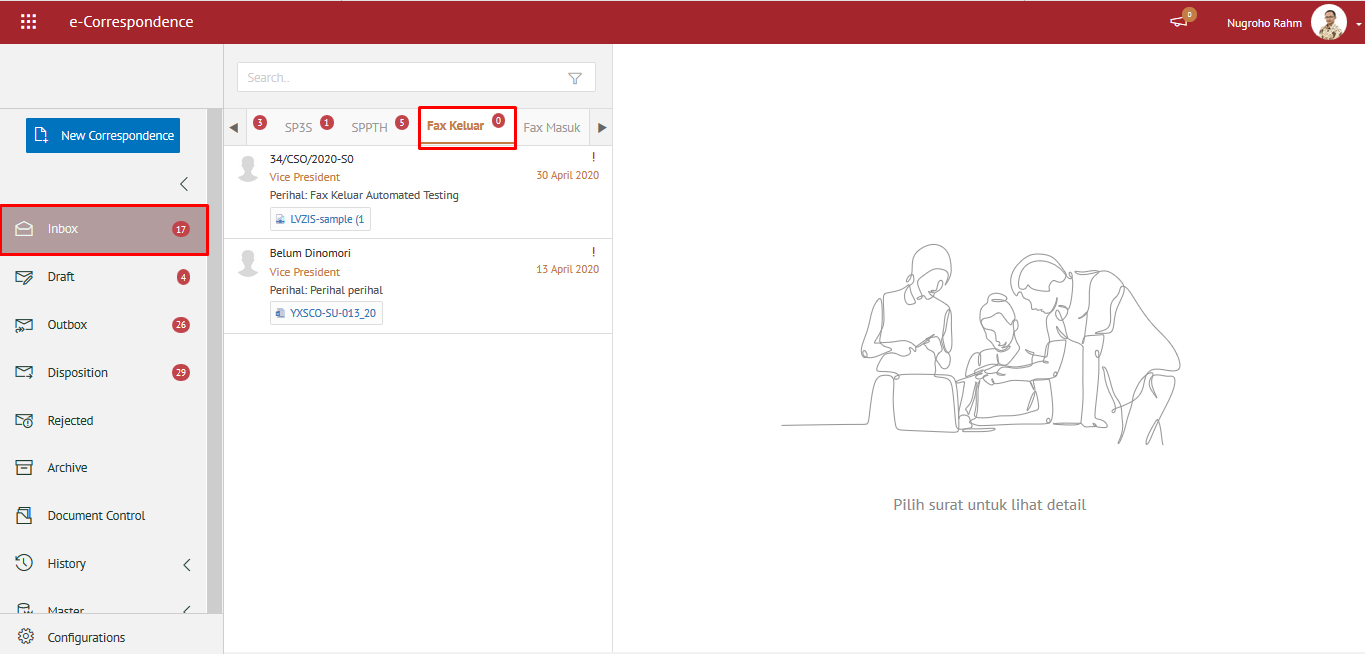 e-Correspondence
0
Nugroho Rahm
Search..
New Correspondence
3
SP3S 1
SPPTH 5
Fax Keluar 0
Fax Masuk
Inbox 17
Draft 4
Outbox 26
Disposition 29
Rejected
Archive
Document Control
History
Master
Configurations
34/CSO/2020-S0 !
Vice President 30 April 2020
Perihal: Fax Keluar Automated Testing
LVZIS-sample (1
Belum Dinomori !
Vice President 13 April 2020
Perihal: Perihal perihal
YXSCO-SU-013_20
Pilih surat untuk lihat detail